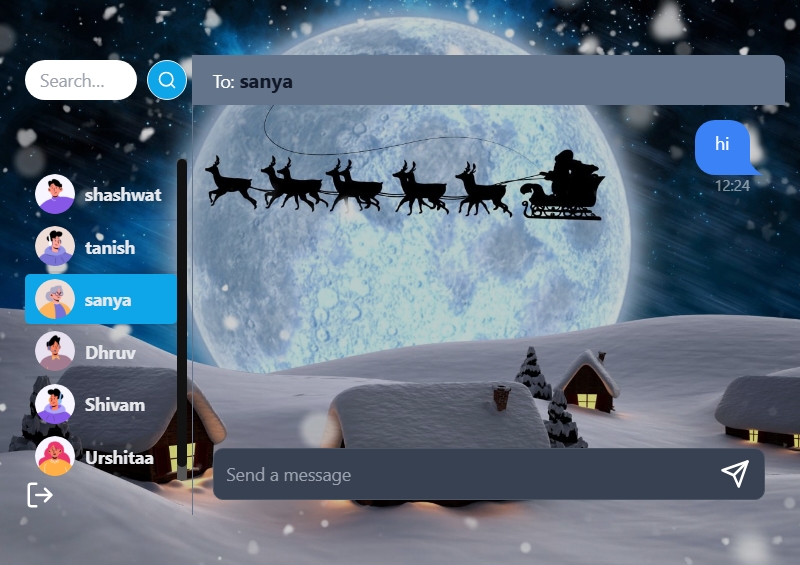 Search...
To: sanya
hi
12:24
shashwat
tanish
sanya
Dhruv
Shivam
Urshitaa
Send a message